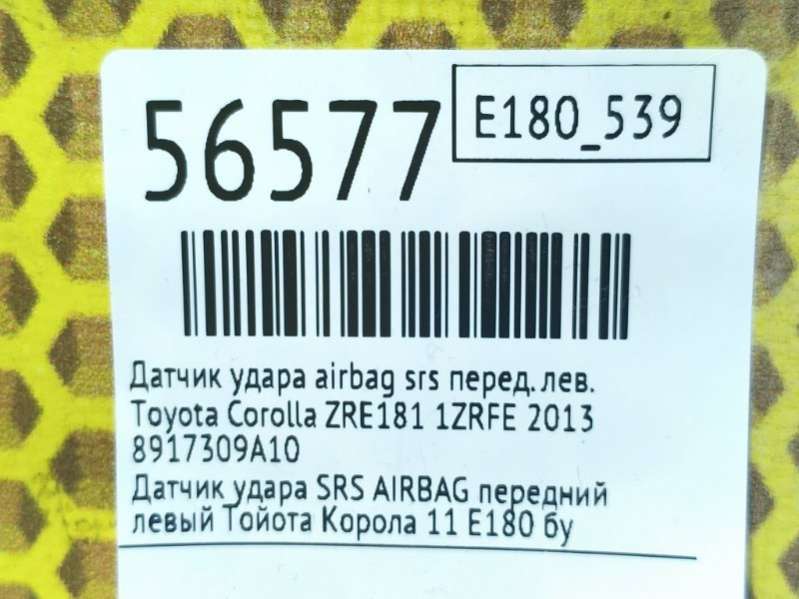 56577
E180_539
Датчик удара airbag srs перед. лев.
Toyota Corolla ZRE181 1ZRFE 2013
8917309A10
Датчик удара SRS AIRBAG передний
левый Тойота Корола 11 E180 бу